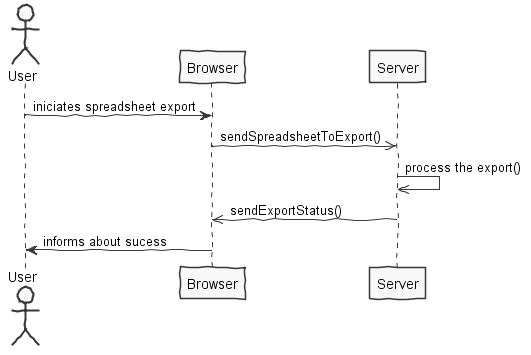 User
Browser
Server
iniciates spreadsheet export
sendSpreadsheetToExport()
process the export()
sendExportStatus()
informs about sucess
User
Browser
Server